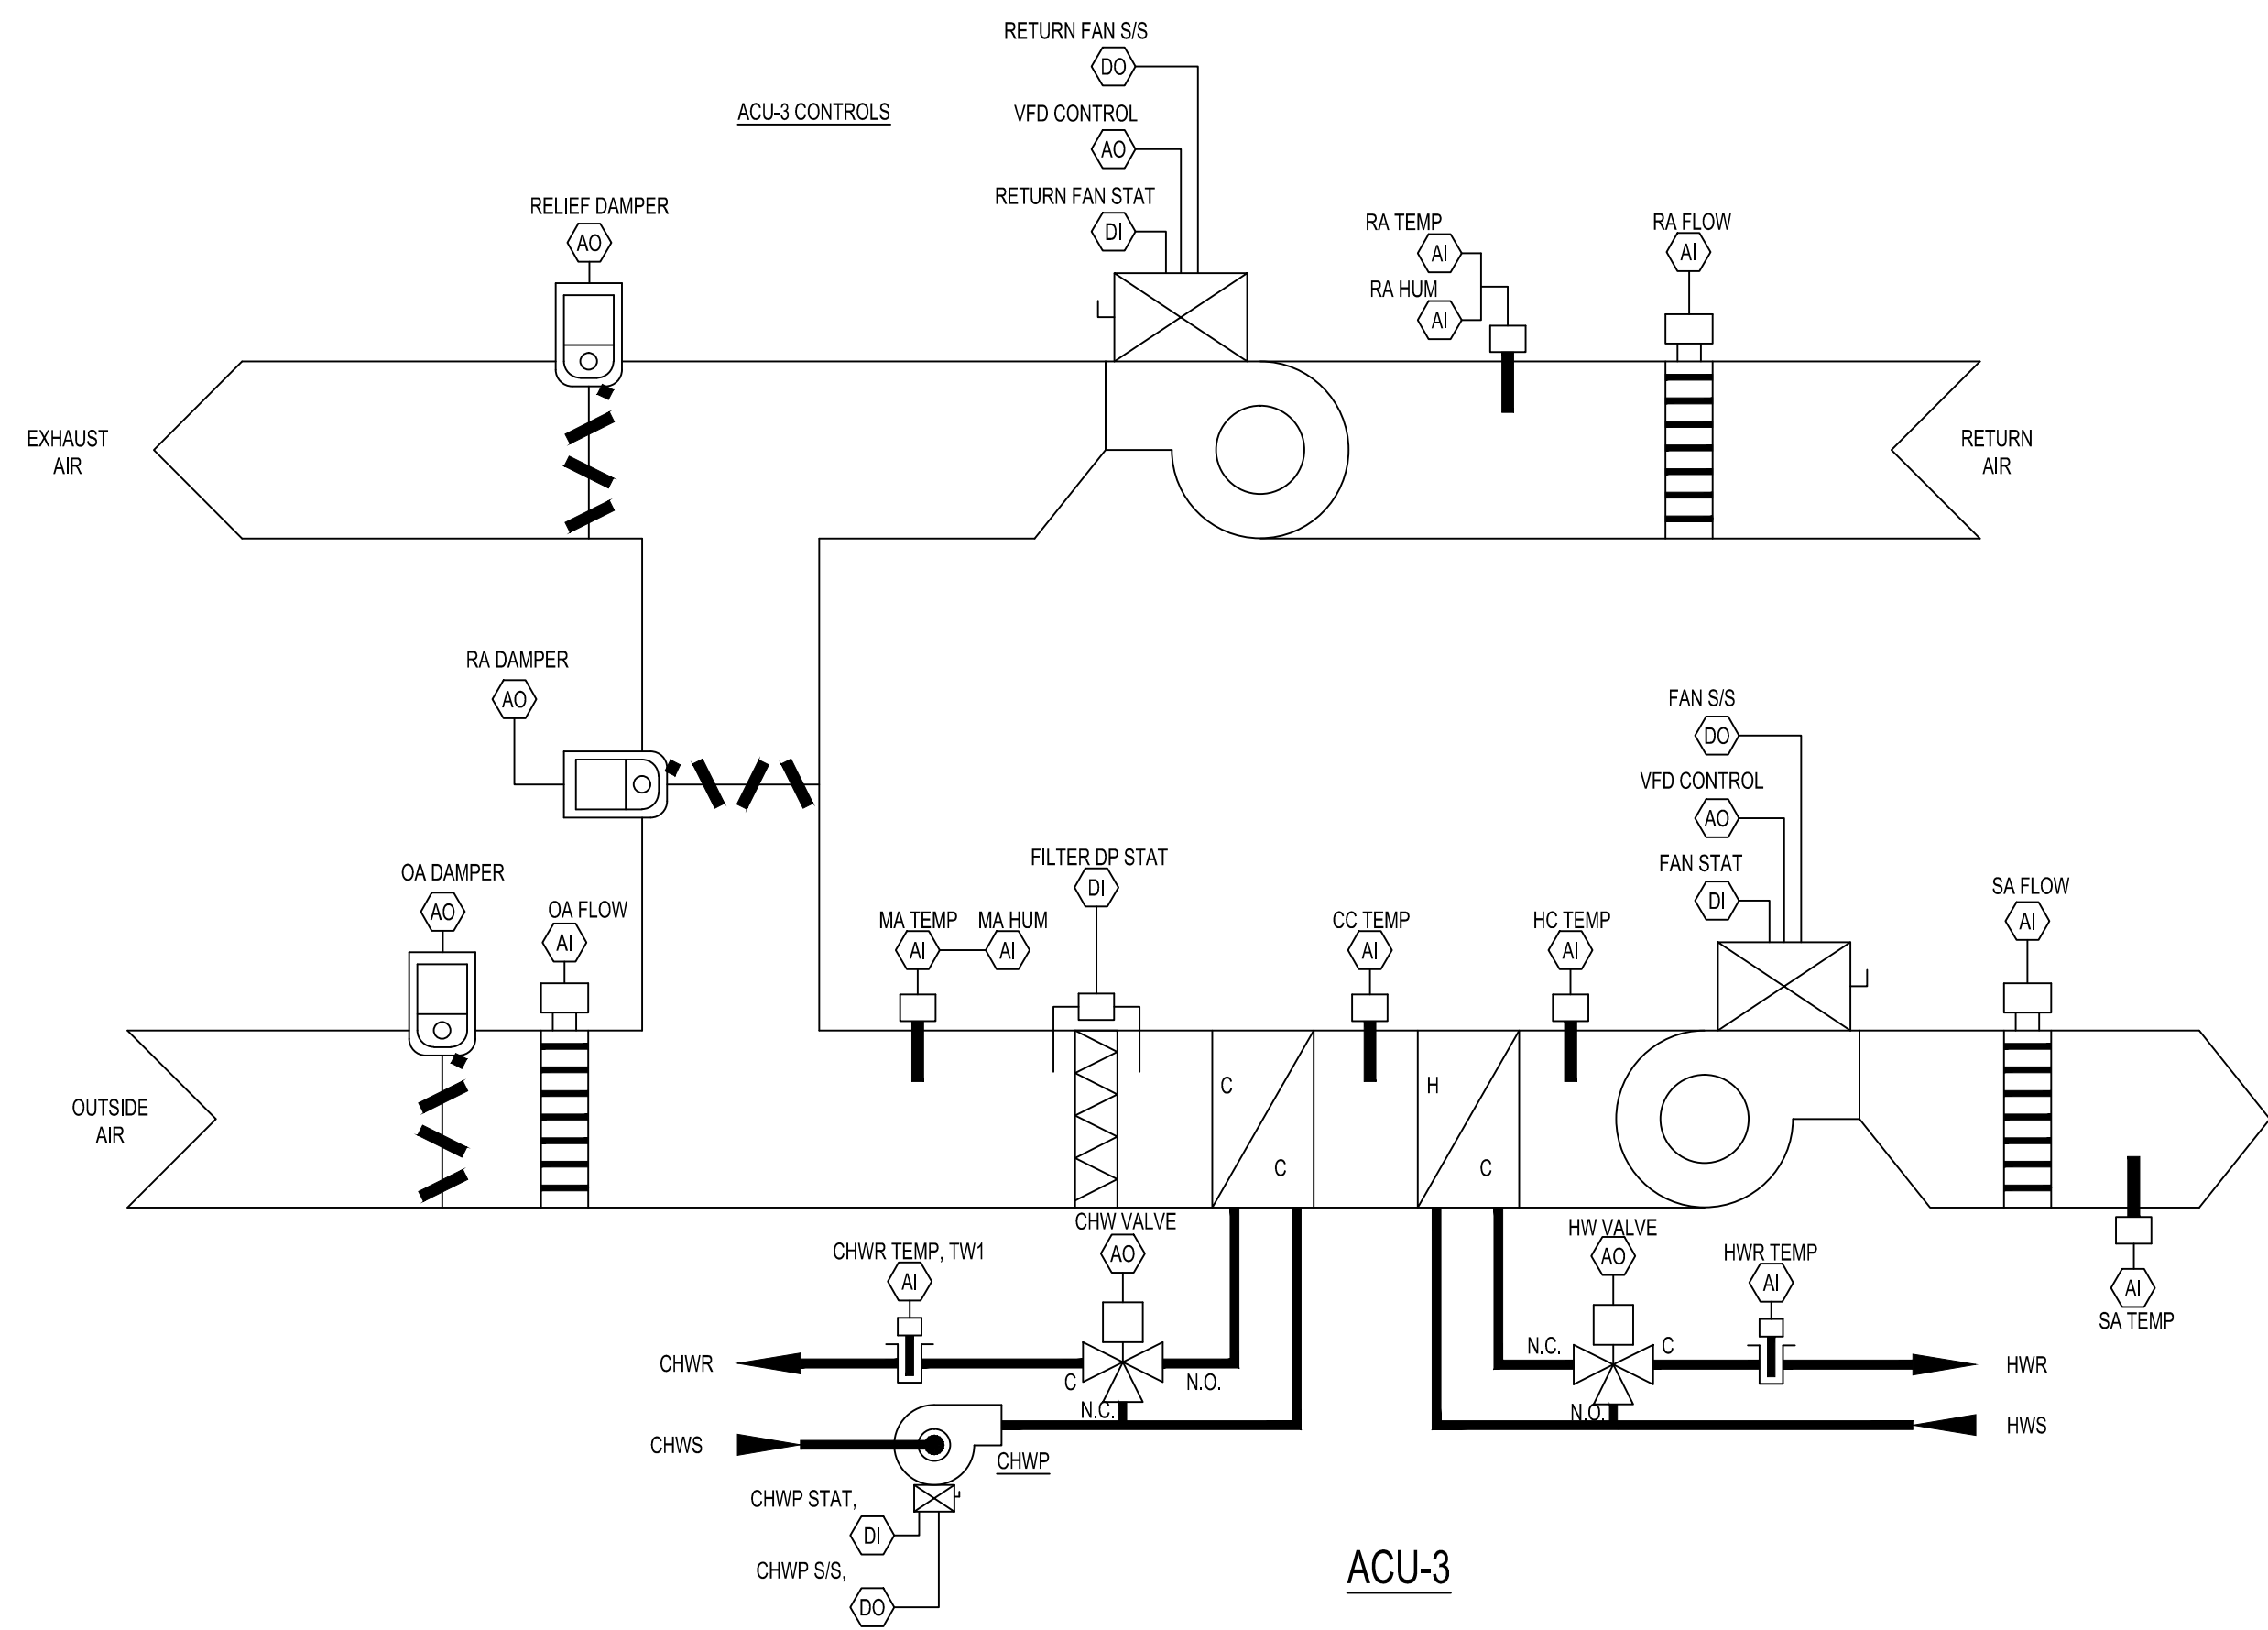 RETURN FAN S/S
DO
ACU-3 CONTROLS
VFD CONTROL
AO
RETURN FAN STAT
DI
RELIEF DAMPER
AO
RA TEMP
AI
RA HUM
AI
RA FLOW
AI
EXHAUST
AIR
RETURN
AIR
RA DAMPER
AO
FAN S/S
DO
VFD CONTROL
AO
FAN STAT
DI
OA DAMPER
AO
OA FLOW
AI
MA TEMP
AI
MA HUM
AI
FILTER DP STAT
DI
CC TEMP
AI
HC TEMP
AI
SA FLOW
AI
OUTSIDE
AIR
C
C
H
C
CHWR TEMP, TW1
AI
CHW VALVE
AO
HW VALVE
AO
HWR TEMP
AI
AI
SA TEMP
CHWR
C
N.O.
N.C.
N.C.
C
N.O.
HWR
CHWS
CHWP
HWS
CHWP STAT,
DI
CHWP S/S,
DO
ACU-3